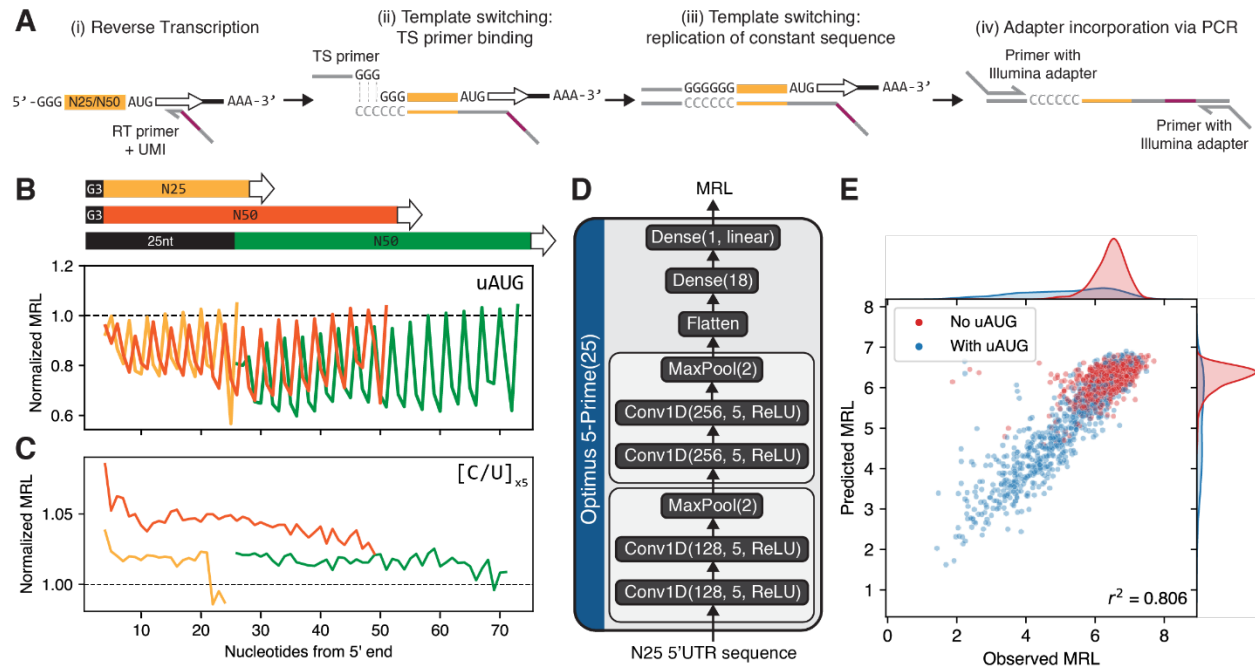 A
(i) Reverse Transcription
5’-GGG
N25/N50
AUG
AAA-3’
RT primer
+ UMI
(ii) Template switching:
TS primer binding
TS primer
GGG
GGG
AUG
AAA-3’
CCCCCC
(iii) Template switching:
replication of constant sequence
GGGGGG
AUG
AAA-3’
CCCCCC
(iv) Adapter incorporation via PCR
Primer with
Illumina adapter
CCCCCC
Primer with
Illumina adapter
B
G3
N25
G3
N50
25nt
N50
Normalized MRL
1.2
1.0
0.8
0.6
uAUG
C
Normalized MRL
1.05
1.00
[C/U]x5
10
20
30
40
50
60
70
Nucleotides from 5' end
D
MRL
Optimus 5-Prime(25)
Dense(1, linear)
Dense(18)
Flatten
MaxPool(2)
Conv1D(256, 5, ReLU)
Conv1D(256, 5, ReLU)
MaxPool(2)
Conv1D(128, 5, ReLU)
Conv1D(128, 5, ReLU)
N25 5'UTR sequence
E
Predicted MRL
8
7
6
5
4
3
2
1
No uAUG
With uAUG
r² = 0.806
0
2
4
6
8
Observed MRL